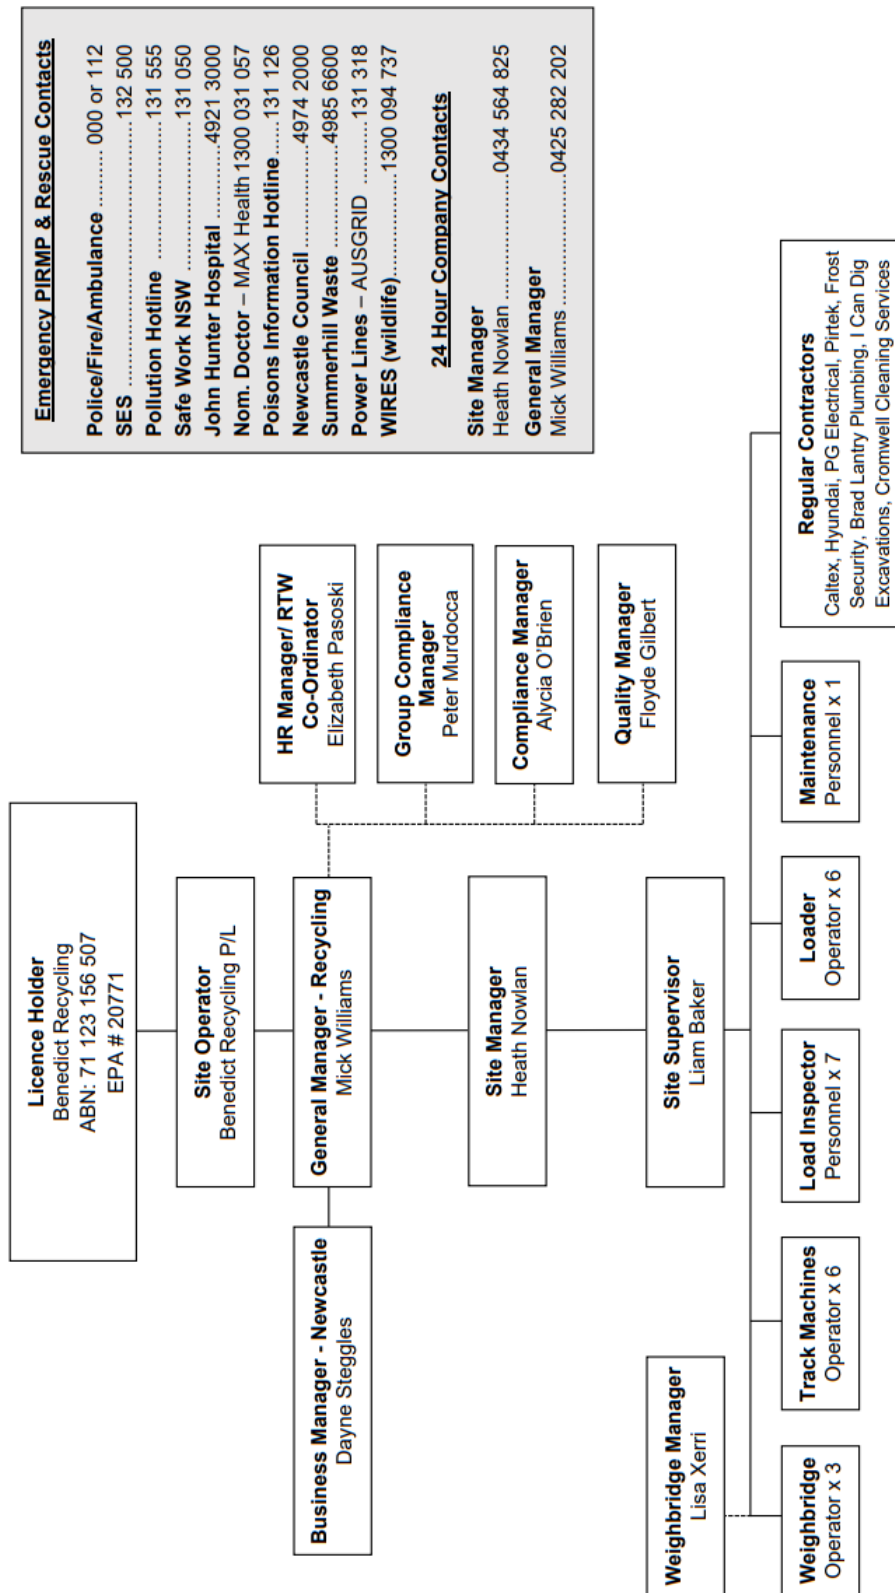 Licence Holder
Benedict Recycling
ABN: 71 123 156 507
EPA # 20771
Site Operator
Benedict Recycling P/L
Business Manager - Newcastle
Dayne Steggles
General Manager - Recycling
Mick Williams
HR Manager/ RTW
Co-Ordinator
Elizabeth Pasoski
Group Compliance
Manager
Peter Murdocca
Compliance Manager
Alycia O'Brien
Quality Manager
Floyde Gilbert
Site Manager
Heath Nowlan
Weighbridge Manager
Lisa Xerri
Site Supervisor
Liam Baker
Weighbridge
Operator x 3
Track Machines
Operator x 6
Load Inspector
Personnel x 7
Loader
Operator x 6
Maintenance
Personnel x 1
Regular Contractors
Caltex, Hyundai, PG Electrical, Pirtek, Frost
Security, Brad Lantry Plumbing, I Can Dig
Excavations, Cromwell Cleaning Services
Emergency PIRMP & Rescue Contacts
Police/Fire/Ambulance .......... 000 or 112
SES ........................................... 132 500
Pollution Hotline ..................... 131 555
Safe Work NSW ..................... 131 050
John Hunter Hospital ............4921 3000
Nom. Doctor – MAX Health 1300 031 057
Poisons Information Hotline.....131 126
Newcastle Council .................4974 2000
Summerhill Waste .................4985 6600
Power Lines – AUSGRID ........131 318
WIRES (wildlife)..................1300 094 737
24 Hour Company Contacts
Site Manager
Heath Nowlan ........................0434 564 825
General Manager
Mick Williams ........................0425 282 202